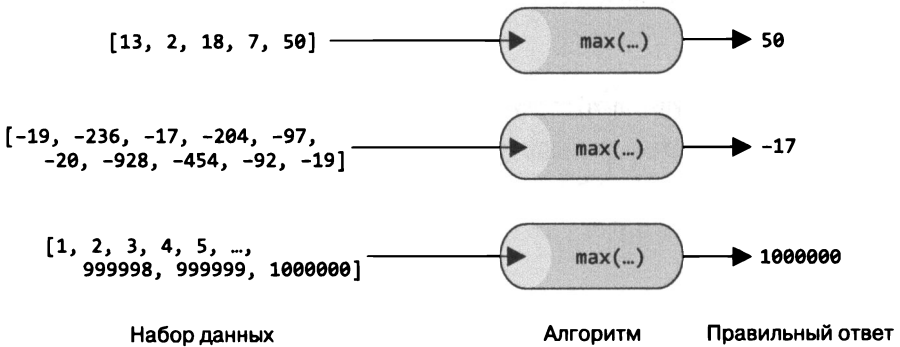 [13, 2, 18, 7, 50] max(…) 50
[-19, -236, -17, -204, -97,
-20, -928, -454, -92, -19] max(…) -17
[1, 2, 3, 4, 5, …,
999998, 999999, 1000000] max(…) 1000000
Набор данных Алгоритм Правильный ответ